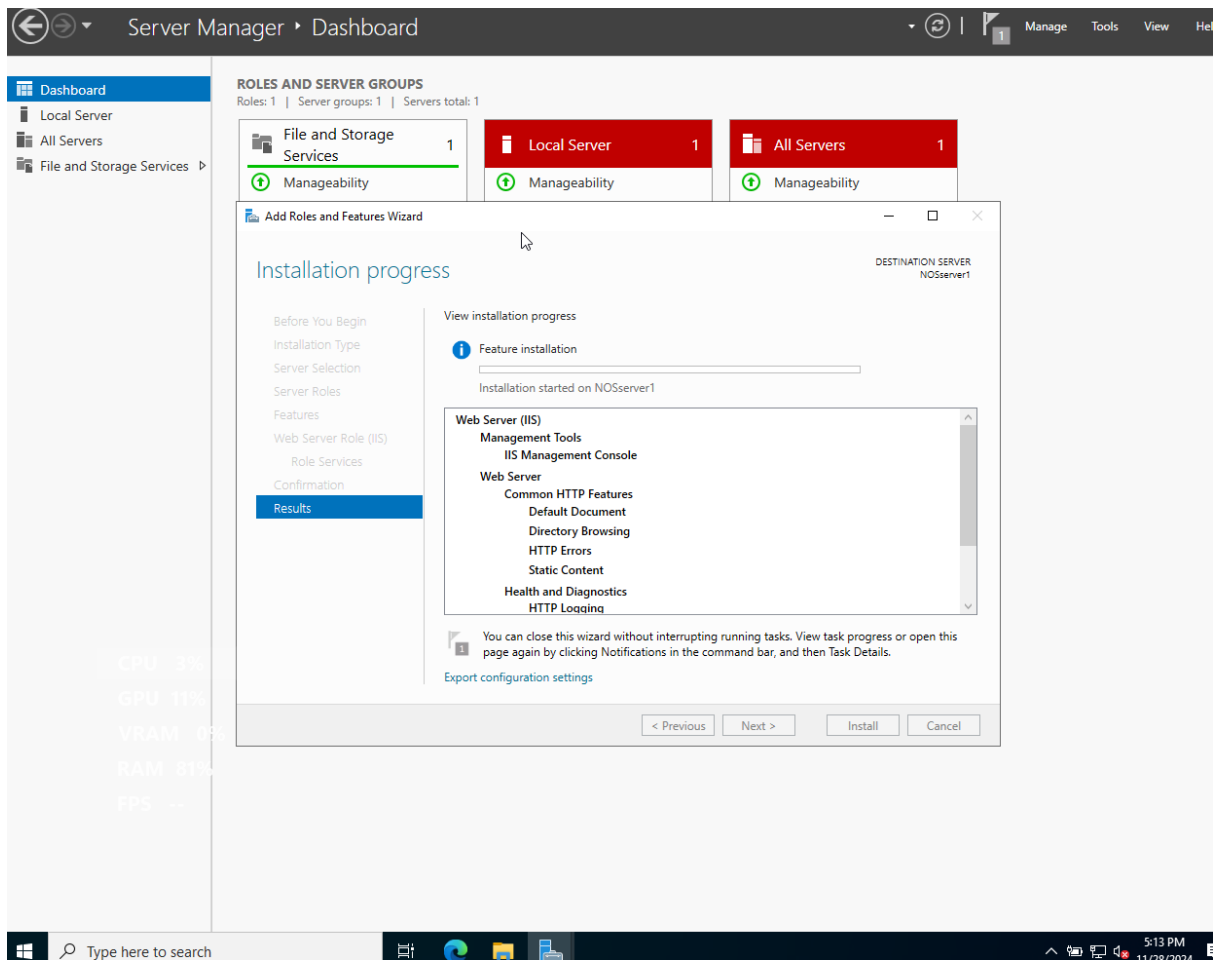 Server Manager ‣ Dashboard
1
Manage Tools View Hel
Dashboard
Local Server
All Servers
File and Storage Services
ROLES AND SERVER GROUPS
Roles: 1 | Server groups: 1 | Servers total: 1
File and Storage
Services
1
Manageability
Local Server 1
Manageability
All Servers 1
Manageability
Add Roles and Features Wizard
Installation progress
DESTINATION SERVER
NOSserver1
Before You Begin
Installation Type
Server Selection
Server Roles
Features
Web Server Role (IIS)
Role Services
Confirmation
Results
View installation progress
Feature installation
Installation started on NOSserver1
Web Server (IIS)
Management Tools
IIS Management Console
Web Server
Common HTTP Features
Default Document
Directory Browsing
HTTP Errors
Static Content
Health and Diagnostics
HTTP Logging
1
You can close this wizard without interrupting running tasks. View task progress or open this
page again by clicking Notifications in the command bar, and then Task Details.
Export configuration settings
< Previous Next > Install Cancel
CPU 3%
GPU 11%
VRAM 0%
RAM 81%
FPS --
Type here to search
5:13 PM
11/28/2024